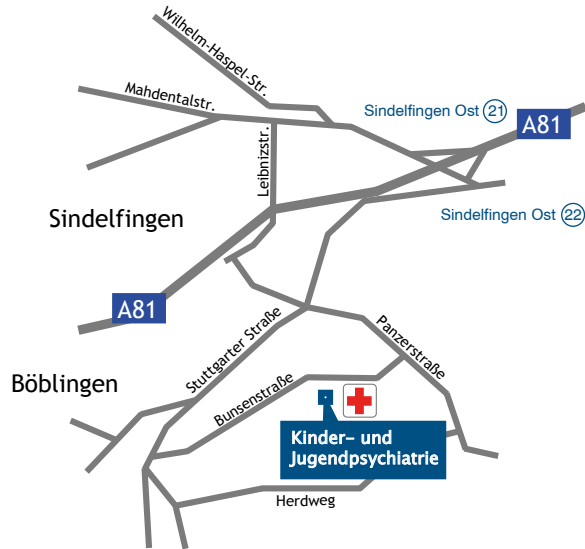 Wilhelm-Haspel-Str.
Mahdentalstr.
Sindelfingen Ost 21
A81
Leibnizstr.
Sindelfingen
Sindelfingen Ost 22
A81
Stuttgarter Straße
Panzerstraße
Böblingen
Bunsenstraße
Kinder- und
Jugendpsychiatrie
Herdweg